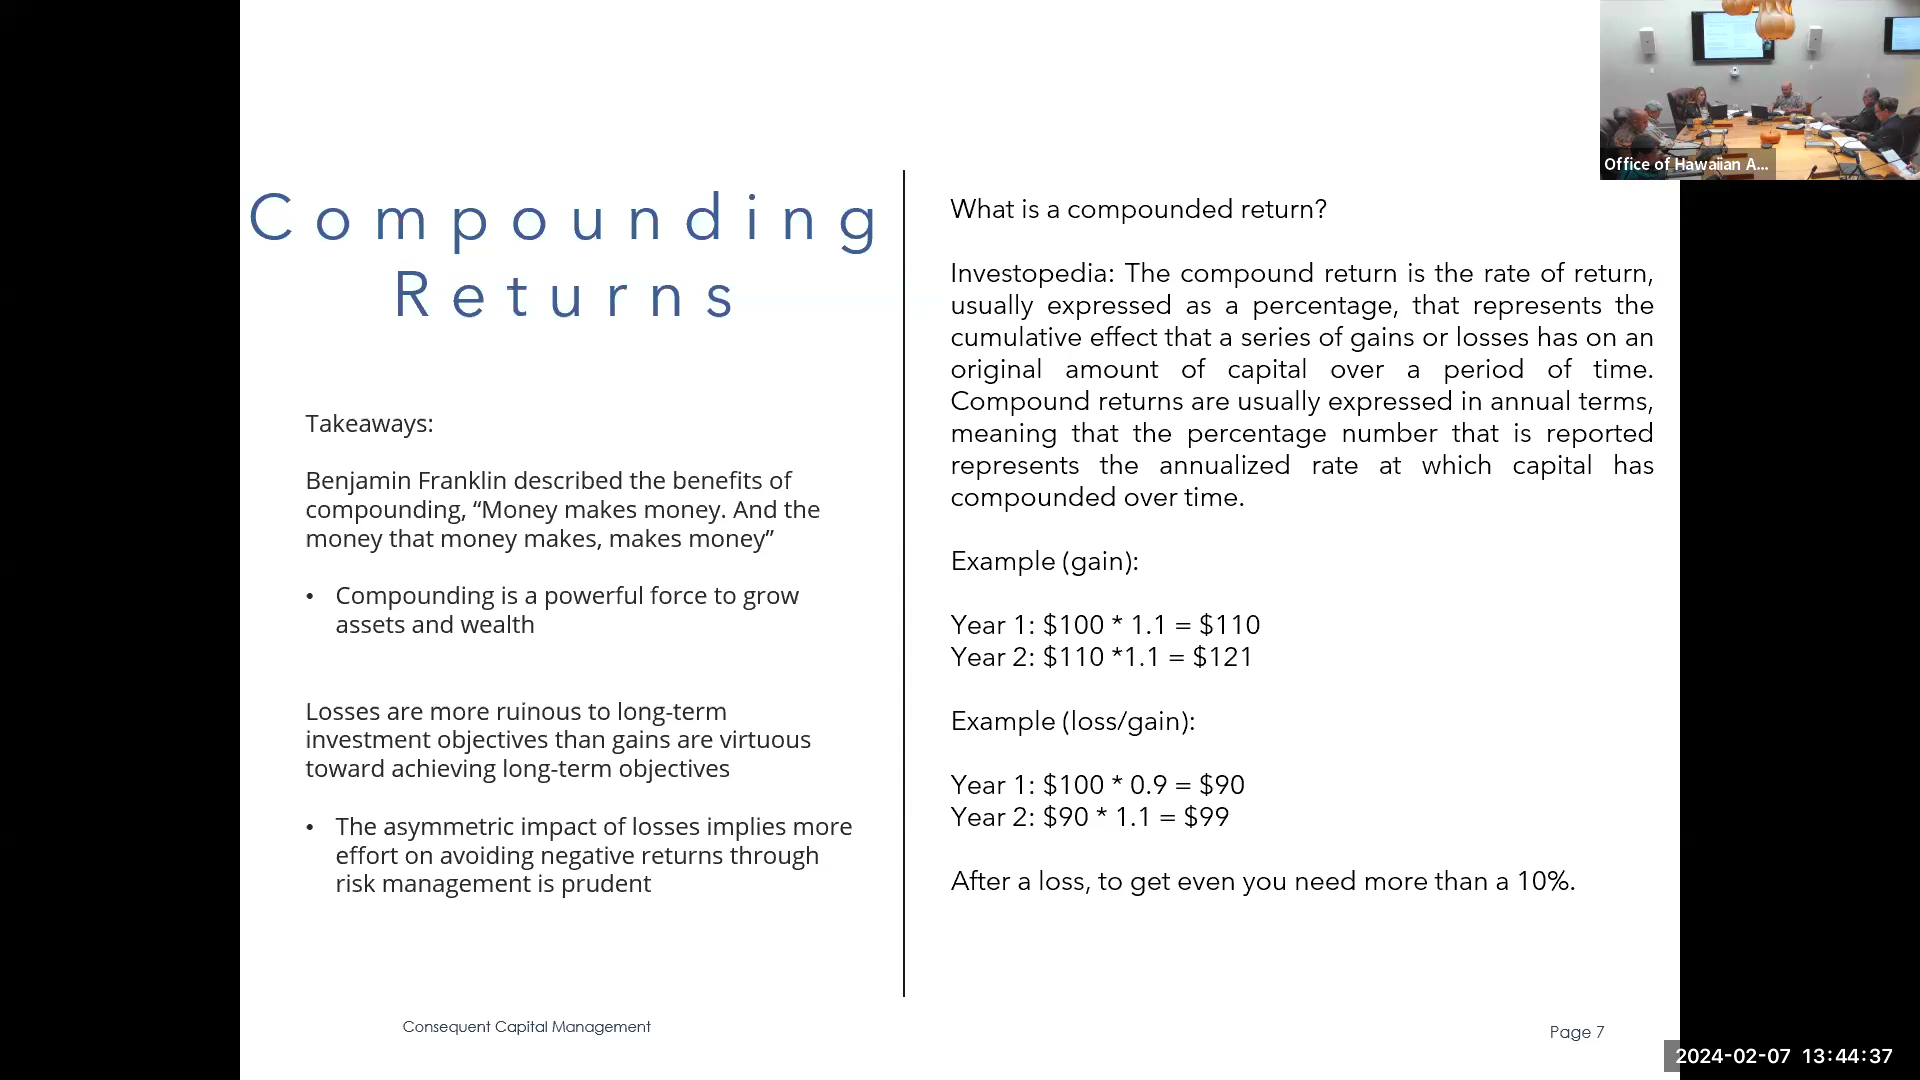 Office of Hawaiian A...
Compounding
Returns
Takeaways:
Benjamin Franklin described the benefits of
compounding, “Money makes money. And the
money that money makes, makes money”
• Compounding is a powerful force to grow
assets and wealth
Losses are more ruinous to long-term
investment objectives than gains are virtuous
toward achieving long-term objectives
• The asymmetric impact of losses implies more
effort on avoiding negative returns through
risk management is prudent
What is a compounded return?
Investopedia: The compound return is the rate of return,
usually expressed as a percentage, that represents the
cumulative effect that a series of gains or losses has on an
original amount of capital over a period of time.
Compound returns are usually expressed in annual terms,
meaning that the percentage number that is reported
represents the annualized rate at which capital has
compounded over time.
Example (gain):
Year 1: $100 * 1.1 = $110
Year 2: $110 *1.1 = $121
Example (loss/gain):
Year 1: $100 * 0.9 = $90
Year 2: $90 * 1.1 = $99
After a loss, to get even you need more than a 10%.
Consequent Capital Management
Page 7
2024-02-07 13:44:37